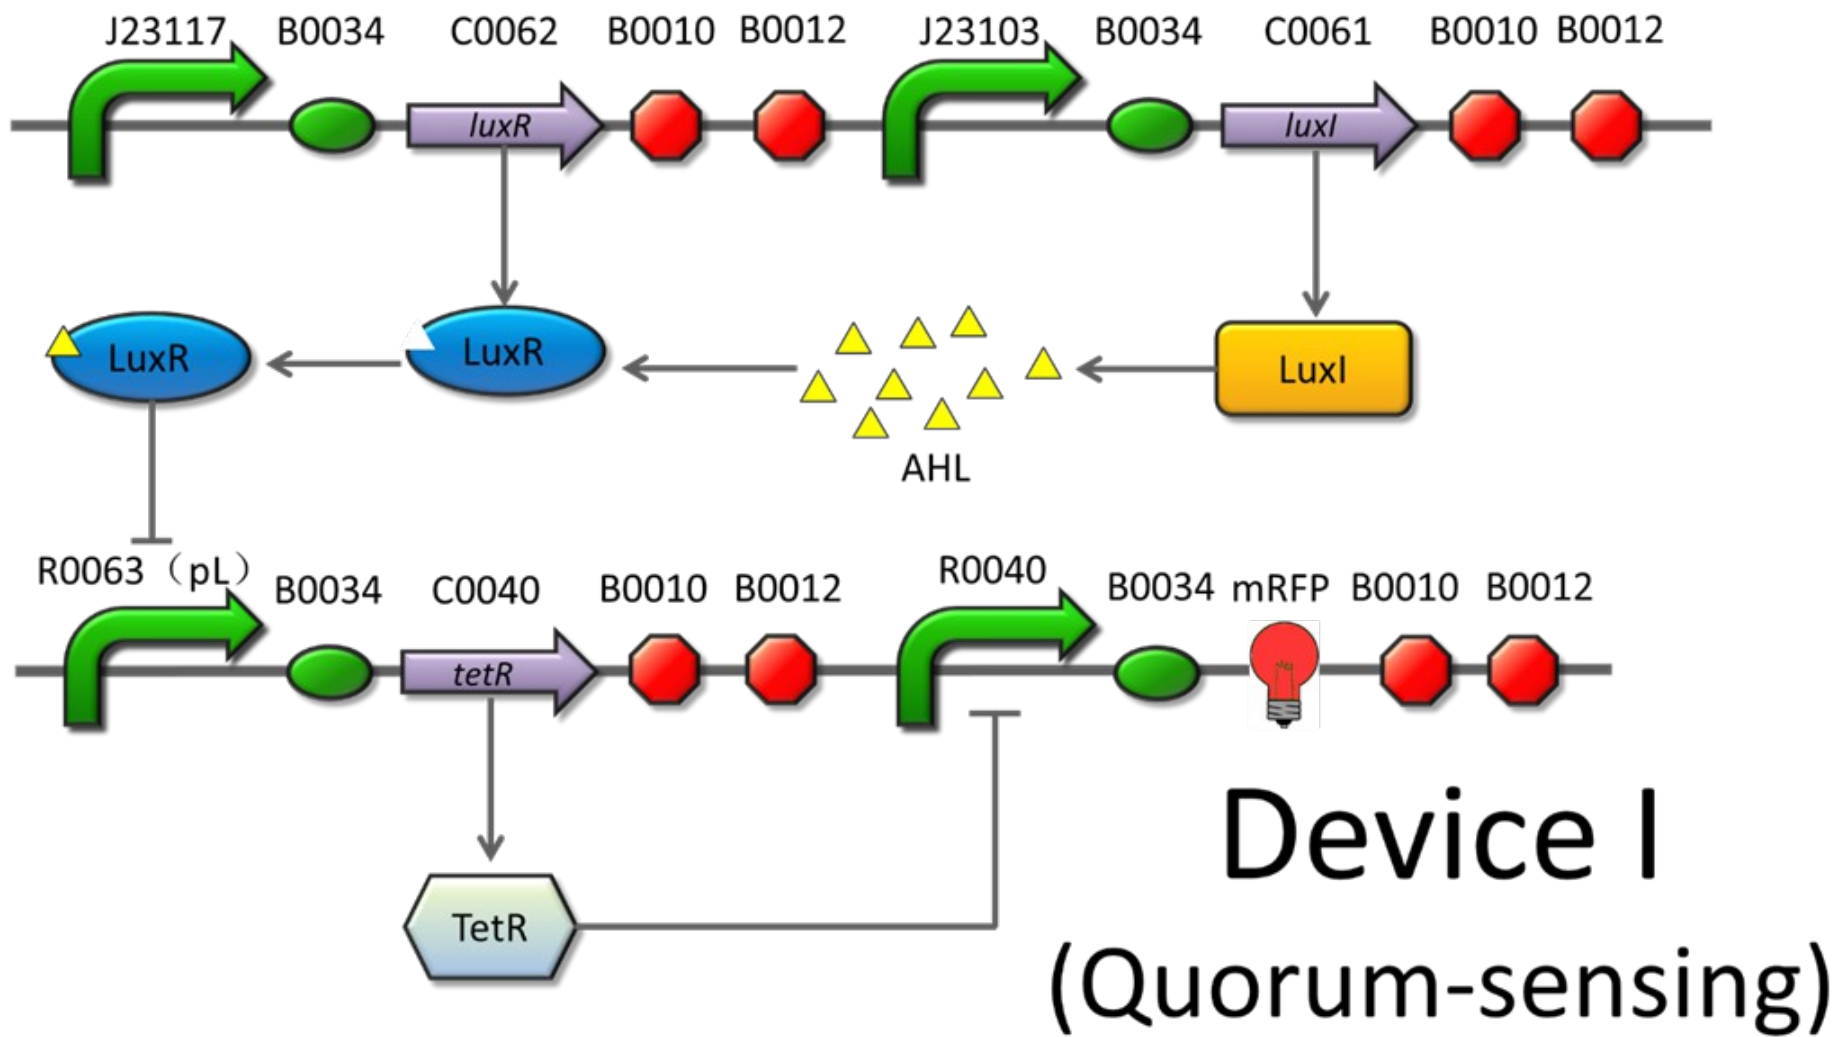 J23117 B0034 C0062 B0010 B0012 J23103 B0034 C0061 B0010 B0012
luxR luxI
LuxR LuxR LuxI
AHL
R0063（pL） B0034 C0040 B0010 B0012 R0040 B0034 mRFP B0010 B0012
tetR
TetR
Device I
(Quorum-sensing)